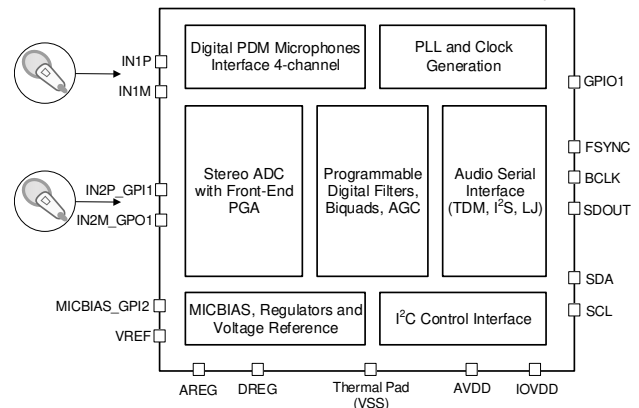 Digital PDM Microphones
Interface 4-channel
PLL and Clock
Generation
IN1P
IN1M
GPIO1
Stereo ADC
with Front-End
PGA
Programmable
Digital Filters,
Biquads, AGC
Audio Serial
Interface
(TDM, I²S, LJ)
FSYNC
BCLK
SDOUT
IN2P_GPI1
IN2M_GPO1
SDA
SCL
MICBIAS_GPI2
VREF
MICBIAS, Regulators and
Voltage Reference
I²C Control Interface
AREG
DREG
Thermal Pad
(VSS)
AVDD
IOVDD